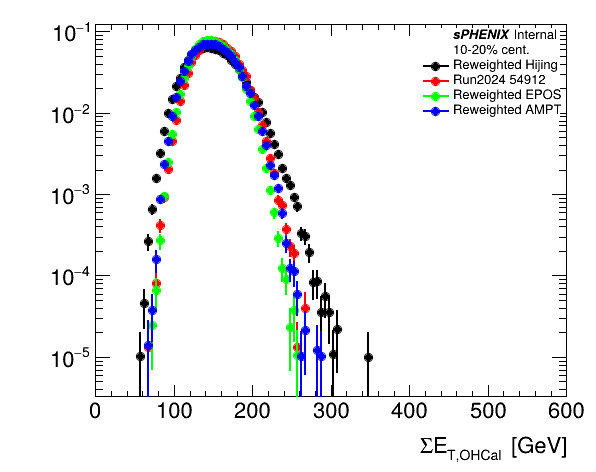 sPHENIX Internal
10-20% cent.
Reweighted Hijing
Run2024 54912
Reweighted EPOS
Reweighted AMPT
10⁻¹
10⁻²
10⁻³
10⁻⁴
10⁻⁵
0 100 200 300 400 500 600
ΣE_T,OHCal [GeV]